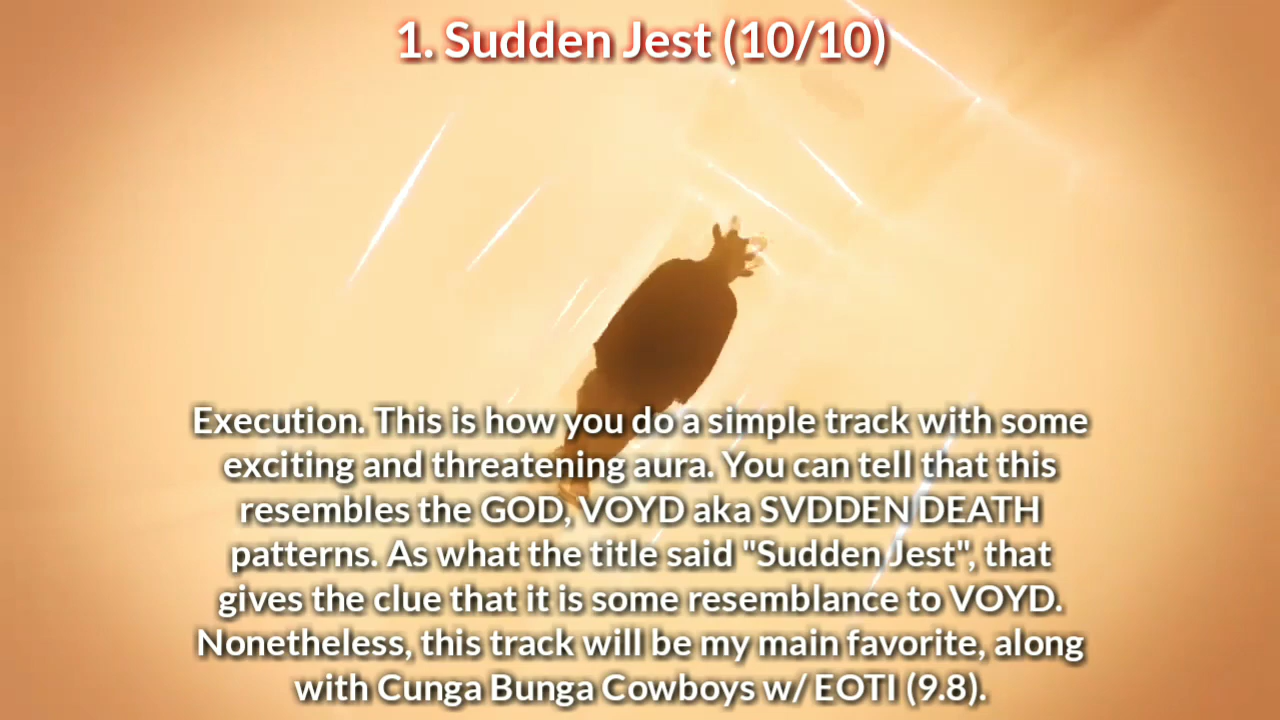 1. Sudden Jest (10/10)
Execution. This is how you do a simple track with some
exciting and threatening aura. You can tell that this
resembles the GOD, VOYD aka SVDDEN DEATH
patterns. As what the title said "Sudden Jest", that
gives the clue that it is some resemblance to VOYD.
Nonetheless, this track will be my main favorite, along
with Cunga Bunga Cowboys w/ EOTI (9.8).